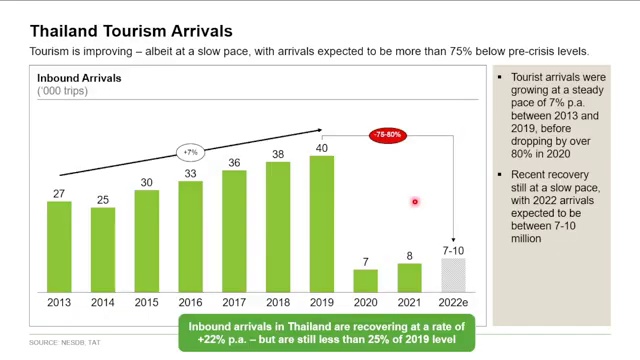 Thailand Tourism Arrivals
Tourism is improving – albeit at a slow pace, with arrivals expected to be more than 75% below pre-crisis levels.
Inbound Arrivals
('000 trips)
+7%
-75-80%
27
25
30
33
36
38
40
7
8
7-10
2013
2014
2015
2016
2017
2018
2019
2020
2021
2022e
▪ Tourist arrivals were
growing at a steady
pace of 7% p.a.
between 2013 and
2019, before
dropping by over
80% in 2020
▪ Recent recovery
still at a slow pace,
with 2022 arrivals
expected to be
between 7-10
million
Inbound arrivals in Thailand are recovering at a rate of
+22% p.a. – but are still less than 25% of 2019 level
SOURCE: NESDB, TAT